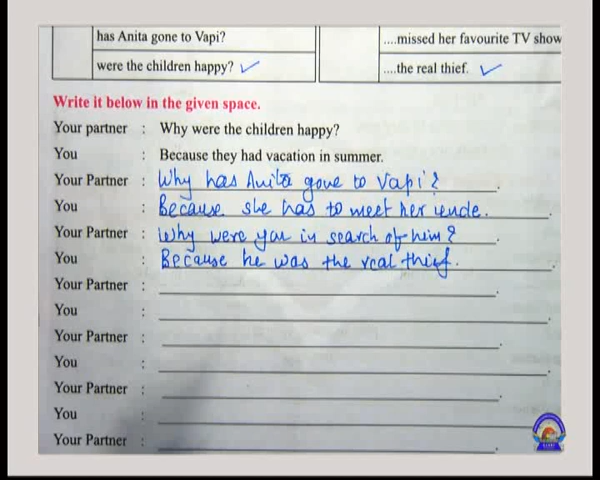 has Anita gone to Vapi?
....missed her favourite TV show
were the children happy? ✓
....the real thief. ✓
Write it below in the given space.
Your partner : Why were the children happy?
You : Because they had vacation in summer.
Your Partner : Why has Anita gone to Vapi?
You : Because she has to meet her uncle.
Your Partner : Why were you in search of him?
You : Because he was the real thief.
Your Partner :
You :
Your Partner :
You :
Your Partner :
You :
Your Partner :